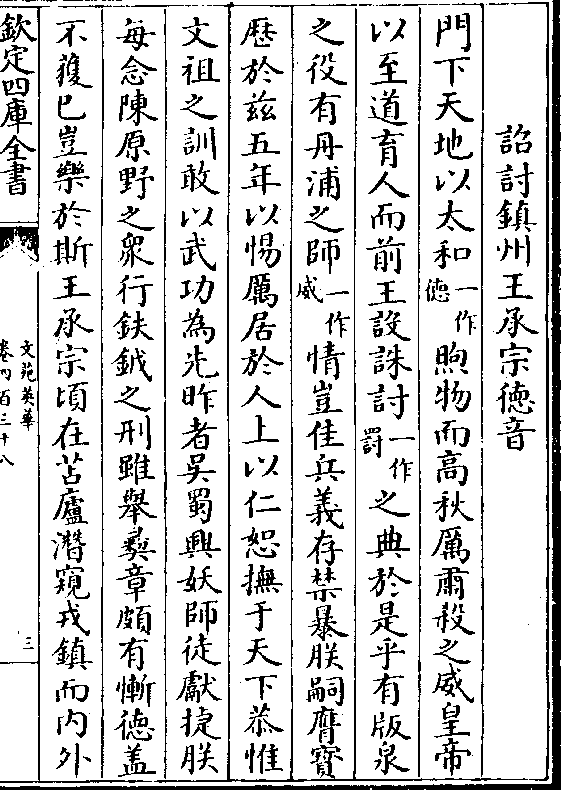 詔討鎮州王承宗德音
門下天地以太和一作德煦物而高秋厲肅殺之威皇帝
以至道育人而前王設誅討一作罰之典於是乎有版泉
之役有丹浦之師一作威情豈佳兵義存禁暴朕嗣膺寳
歴於兹五年以惕厲居於人上以仁恕撫于天下恭惟
文祖之訓敢以武功為先昨者吳蜀興妖師徒獻捷朕
每念陳原野之衆行鈇鉞之刑雖舉彞章頗有慚徳盖
不獲已豈樂於斯王承宗頃在苫廬潛窺戎鎮而内外
欽定四庫全書
文苑英華
卷四百三十八
三